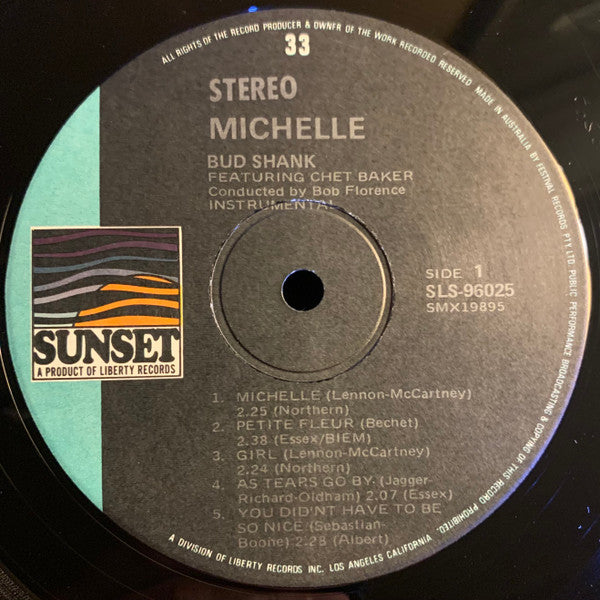 ALL RIGHTS OF THE RECORD PRODUCER & OWNER OF THE WORK RECORDED RESERVED. MADE IN AUSTRALIA BY FESTIVAL RECORDS PTY. LTD. PUBLIC PERFORMANCE BROADCASTING & COPYING OF THIS RECORD PROHIBITED.
33
STEREO
MICHELLE
BUD SHANK
FEATURING CHET BAKER
Conducted by Bob Florence
INSTRUMENTAL
SIDE 1
SLS-96025
SMX19895
SUNSET
A PRODUCT OF LIBERTY RECORDS
1. MICHELLE (Lennon-McCartney)
2.25 (Northern)
2. PETITE FLEUR (Bechet)
2.38 (Essex/BIEM)
3. GIRL (Lennon-McCartney)
2.24 (Northern)
4. AS TEARS GO BY (Jagger-
Richard-Oldham) 2.07 (Essex)
5. YOU DID'NT HAVE TO BE
SO NICE (Sebastian-
Boone) 2.28 (Albert)
A DIVISION OF LIBERTY RECORDS INC. LOS ANGELES CALIFORNIA.